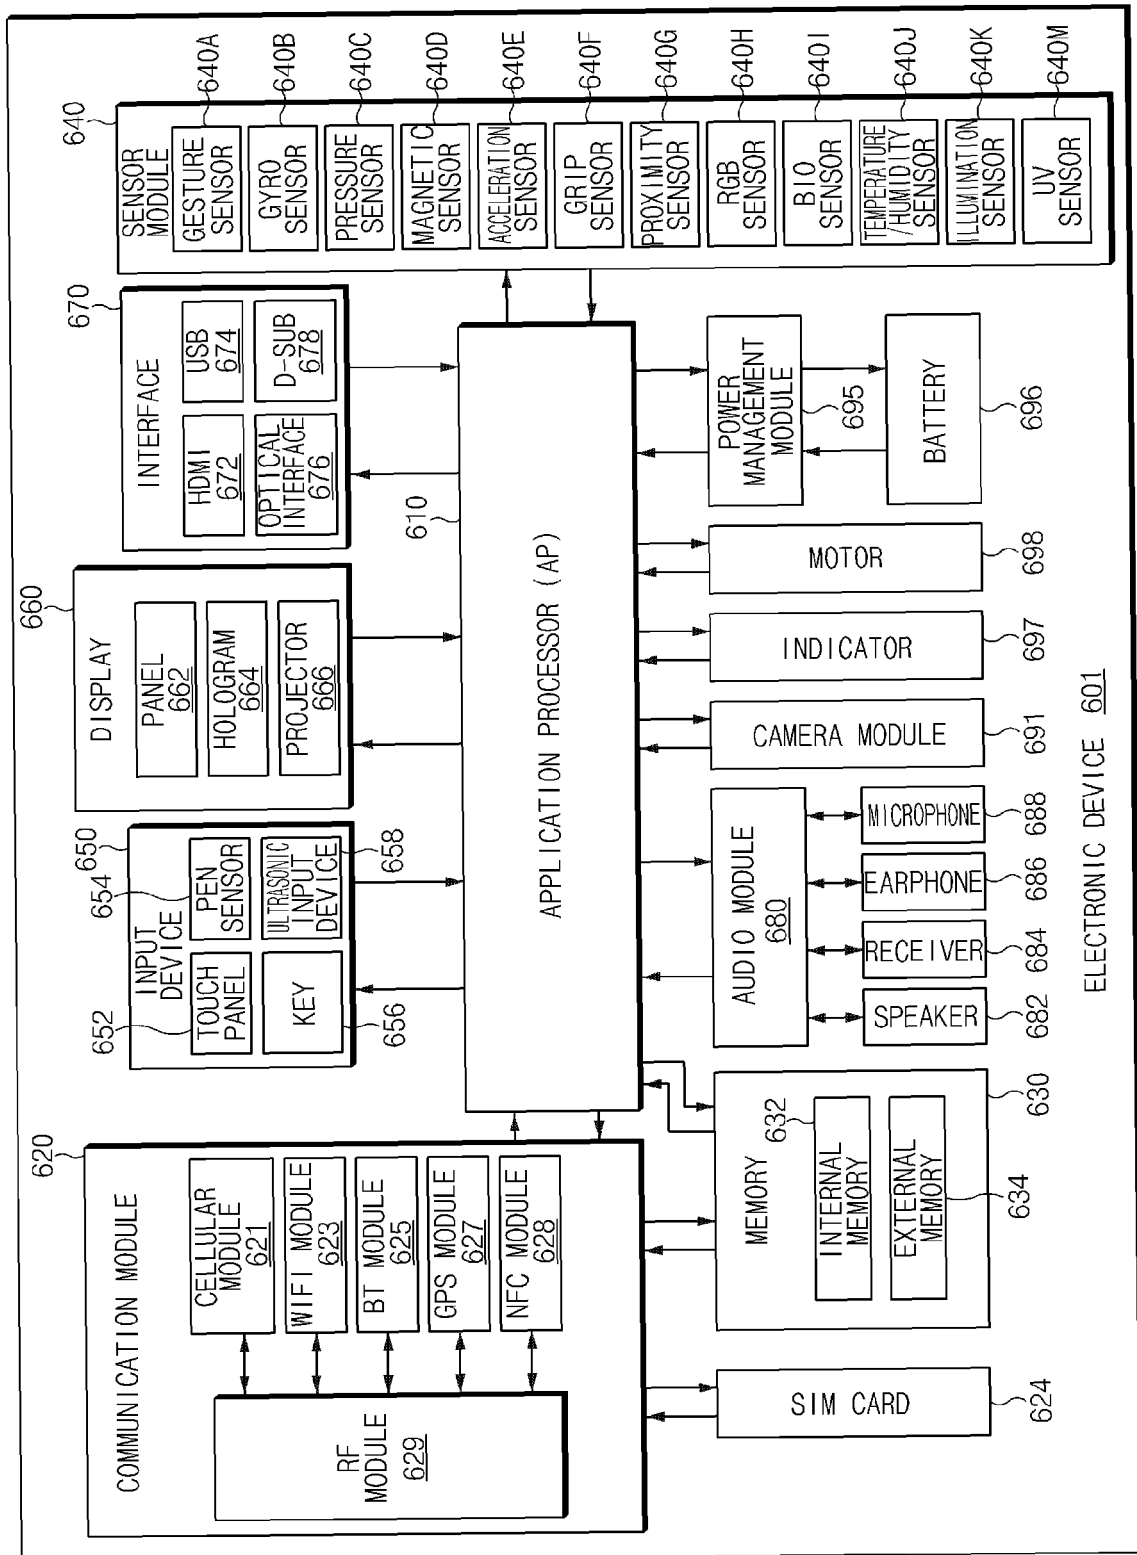 COMMUNICATION MODULE
620
RF
MODULE
629
CELLULAR
MODULE
621
WIFI MODULE
623
BT MODULE
625
GPS MODULE
627
NFC MODULE
628
INPUT
DEVICE
650
TOUCH
PANEL
652
PEN
SENSOR
654
KEY
656
ULTRASONIC
INPUT
DEVICE
658
DISPLAY
660
PANEL
662
HOLOGRAM
664
PROJECTOR
666
INTERFACE
670
HDMI
672
USB
674
OPTICAL
INTERFACE
676
D-SUB
678
SENSOR
MODULE
640
GESTURE
SENSOR
640A
GYRO
SENSOR
640B
PRESSURE
SENSOR
640C
MAGNETIC
SENSOR
640D
ACCELERATION
SENSOR
640E
GRIP
SENSOR
640F
PROXIMITY
SENSOR
640G
RGB
SENSOR
640H
BIO
SENSOR
640I
TEMPERATURE
/HUMIDITY
SENSOR
640J
ILLUMINATION
SENSOR
640K
UV
SENSOR
640M
APPLICATION PROCESSOR (AP)
610
SIM CARD
624
MEMORY
630
INTERNAL
MEMORY
632
EXTERNAL
MEMORY
634
AUDIO MODULE
680
SPEAKER
682
RECEIVER
684
EARPHONE
686
MICROPHONE
688
CAMERA MODULE
691
INDICATOR
697
MOTOR
698
POWER
MANAGEMENT
MODULE
695
BATTERY
696
ELECTRONIC DEVICE 601